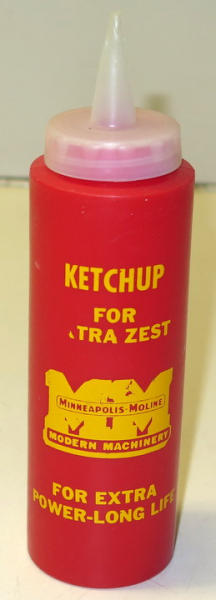 KETCHUP
FOR
TRA ZEST
MM
MINNEAPOLIS-MOLINE
MODERN MACHINERY
FOR EXTRA
POWER-LONG LIFE